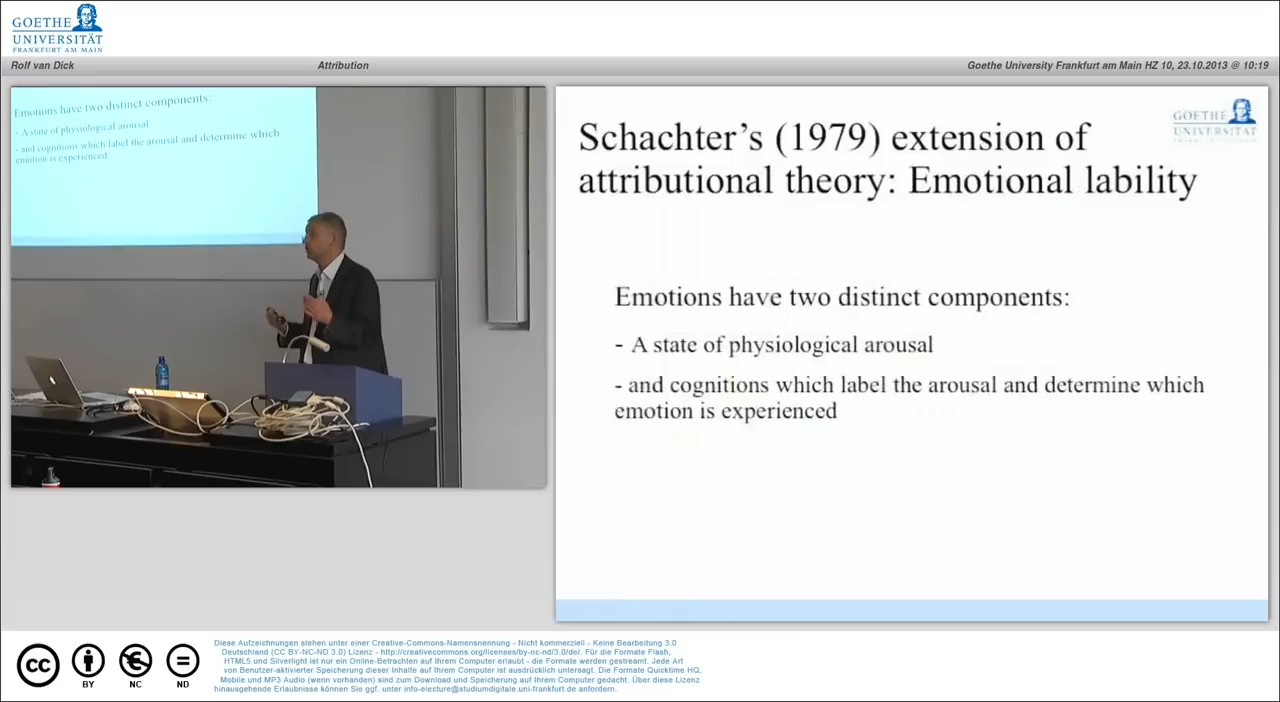 GOETHE
UNIVERSITÄT
FRANKFURT AM MAIN
Rolf van Dick
Attribution
Goethe University Frankfurt am Main HZ 10, 23.10.2013 @ 10:19
Emotions have two distinct components:
- A state of physiological arousal
- and cognitions which label the arousal and determine which
emotion is experienced
GOETHE
UNIVERSITÄT
Schachter’s (1979) extension of
attributional theory: Emotional lability
Emotions have two distinct components:
- A state of physiological arousal
- and cognitions which label the arousal and determine which
emotion is experienced
cc
BY
NC
ND
Diese Aufzeichnungen stehen unter einer Creative-Commons-Namensnennung - Nicht kommerziell - Keine Bearbeitung 3.0
Deutschland (CC BY-NC-ND 3.0) Lizenz - http://creativecommons.org/licenses/by-nc-nd/3.0/de/. Für die Formate Flash,
HTML5 und Silverlight ist nur ein Online-Betrachten auf Ihrem Computer erlaubt - die Formate werden gestreamt. Jede Art
von Benutzer-aktivierter Speicherung dieser Inhalte auf Ihrem Computer ist ausdrücklich untersagt. Die Formate Quicktime HQ,
Mobile und MP3 Audio (wenn vorhanden) sind zum Download und Speicherung auf Ihrem Computer gedacht. Über diese Lizenz
hinausgehende Erlaubnisse können Sie ggf. unter info-electure@studiumdigitale.uni-frankfurt.de anfordern.